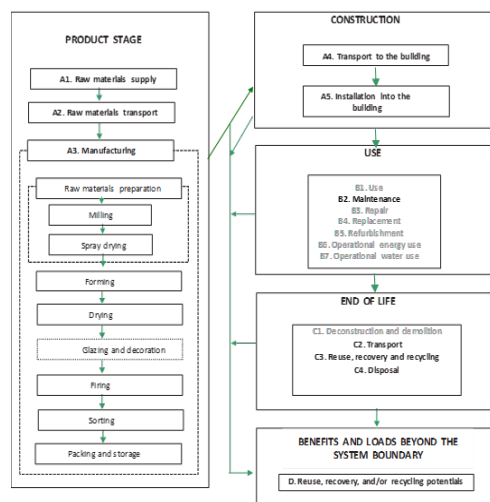 PRODUCT STAGE
A1. Raw materials supply
A2. Raw materials transport
A3. Manufacturing
Raw materials preparation
Milling
Spray drying
Forming
Drying
Glazing and decoration
Firing
Sorting
Packing and storage
CONSTRUCTION
A4. Transport to the building
A5. Installation into the
building
USE
B1. Use
B2. Maintenance
B3. Repair
B4. Replacement
B5. Refurbishment
B6. Operational energy use
B7. Operational water use
END OF LIFE
C1. Deconstruction and demolition
C2. Transport
C3. Reuse, recovery and recycling
C4. Disposal
BENEFITS AND LOADS BEYOND THE
SYSTEM BOUNDARY
D. Reuse, recovery, and/or recycling potentials